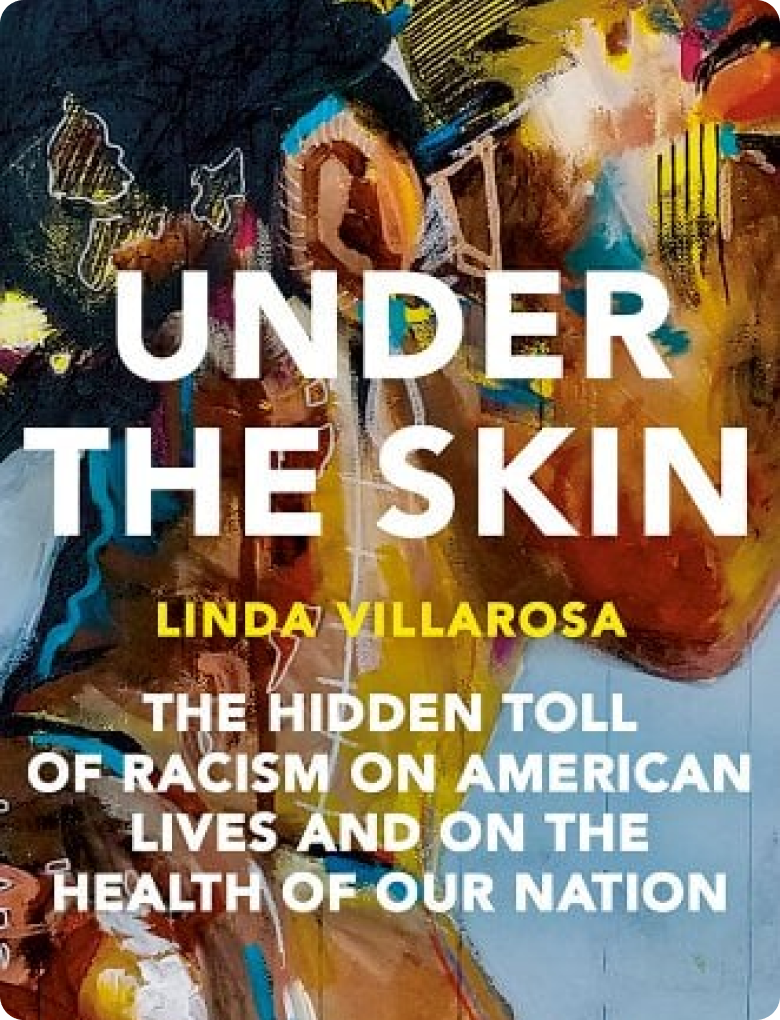 UNDER
THE SKIN
LINDA VILLAROSA
THE HIDDEN TOLL
OF RACISM ON AMERICAN
LIVES AND ON THE
HEALTH OF OUR NATION